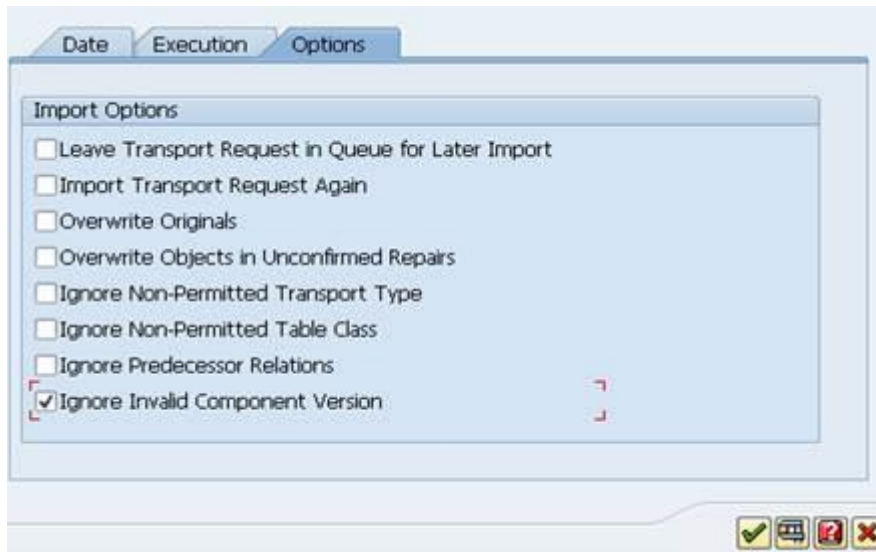 Date Execution Options
Import Options
Leave Transport Request in Queue for Later Import
Import Transport Request Again
Overwrite Originals
Overwrite Objects in Unconfirmed Repairs
Ignore Non-Permitted Transport Type
Ignore Non-Permitted Table Class
Ignore Predecessor Relations
Ignore Invalid Component Version